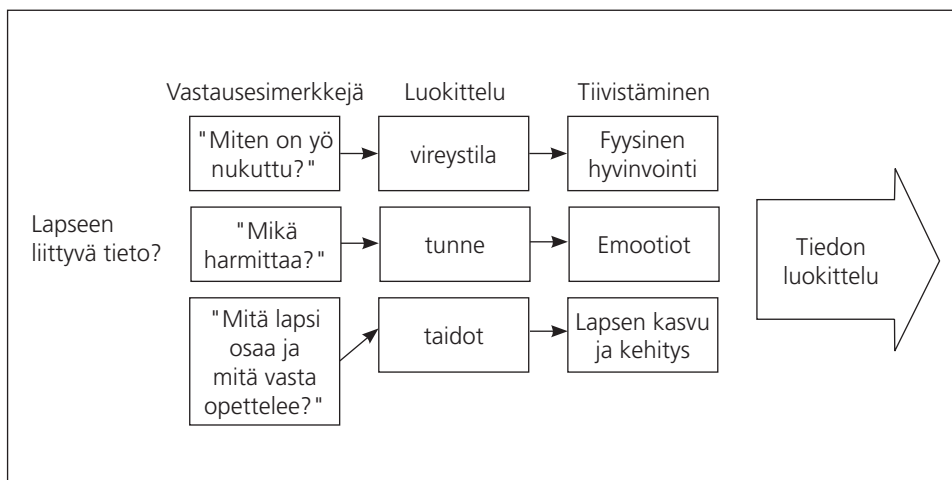 Vastausesimerkkejä
Luokittelu
Tiivistäminen
"Miten on yö
nukuttu?"
vireystila
Fyysinen
hyvinvointi
Lapseen
liittyvä tieto?
"Mikä
harmittaa?"
tunne
Emootiot
"Mitä lapsi
osaa ja
mitä vasta
opettelee?"
taidot
Lapsen kasvu
ja kehitys
Tiedon
luokittelu